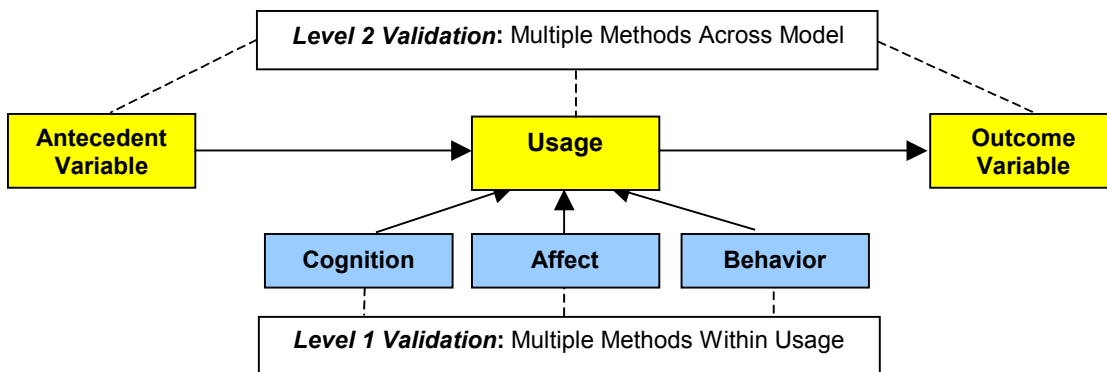 Level 2 Validation: Multiple Methods Across Model
Antecedent
Variable
Usage
Outcome
Variable
Cognition
Affect
Behavior
Level 1 Validation: Multiple Methods Within Usage